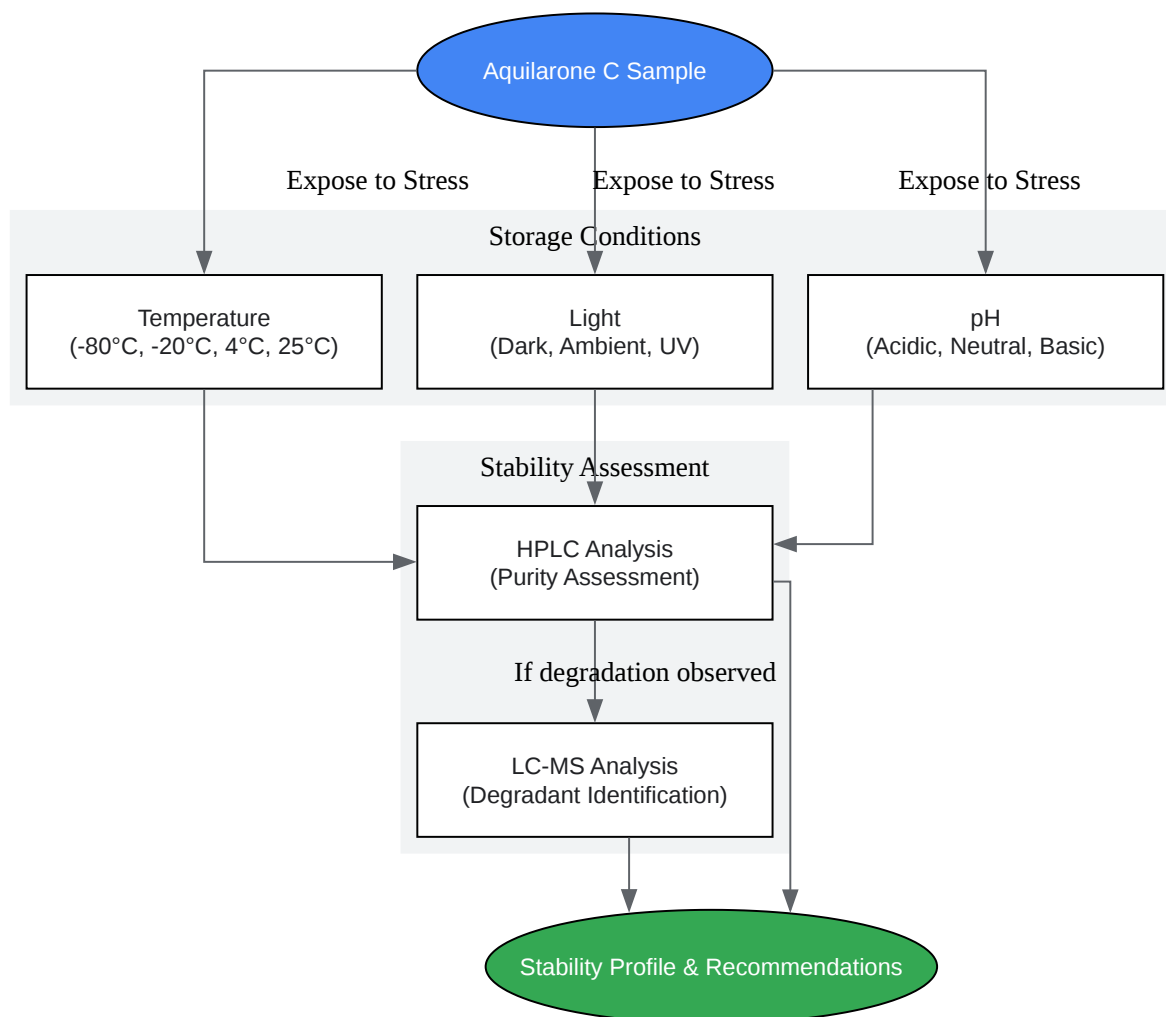 Aquilarone C Sample
Expose to Stress
Expose to Stress
Expose to Stress
Storage Conditions
Temperature
(-80°C, -20°C, 4°C, 25°C)
Light
(Dark, Ambient, UV)
pH
(Acidic, Neutral, Basic)
Stability Assessment
HPLC Analysis
(Purity Assessment)
If degradation observed
LC-MS Analysis
(Degradant Identification)
Stability Profile & Recommendations